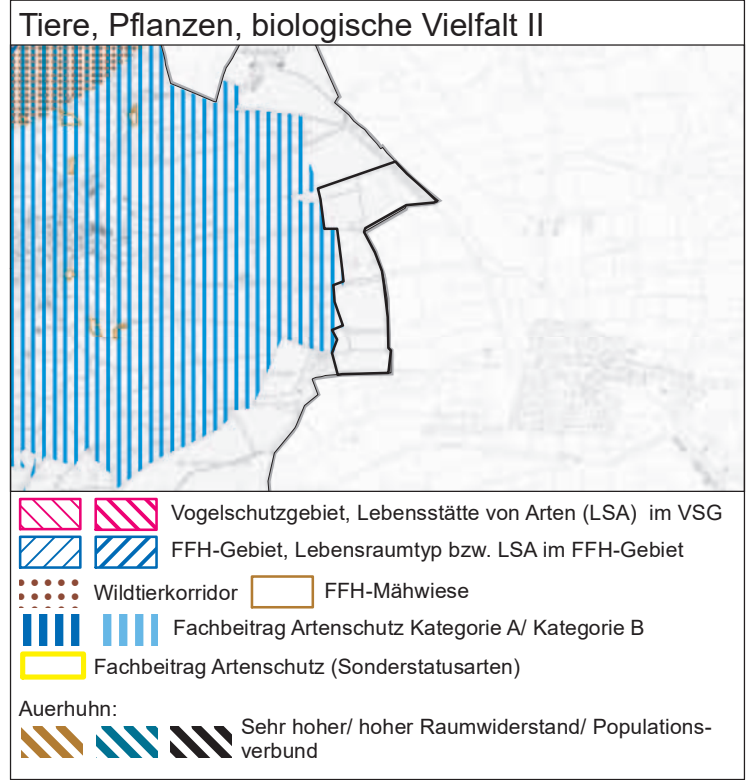 Tiere, Pflanzen, biologische Vielfalt II
Vogelschutzgebiet, Lebensstätte von Arten (LSA) im VSG
FFH-Gebiet, Lebensraumtyp bzw. LSA im FFH-Gebiet
Wildtierkorridor FFH-Mähwiese
Fachbeitrag Artenschutz Kategorie A/ Kategorie B
Fachbeitrag Artenschutz (Sonderstatusarten)
Auerhuhn:
Sehr hoher/ hoher Raumwiderstand/ Populations-
verbund